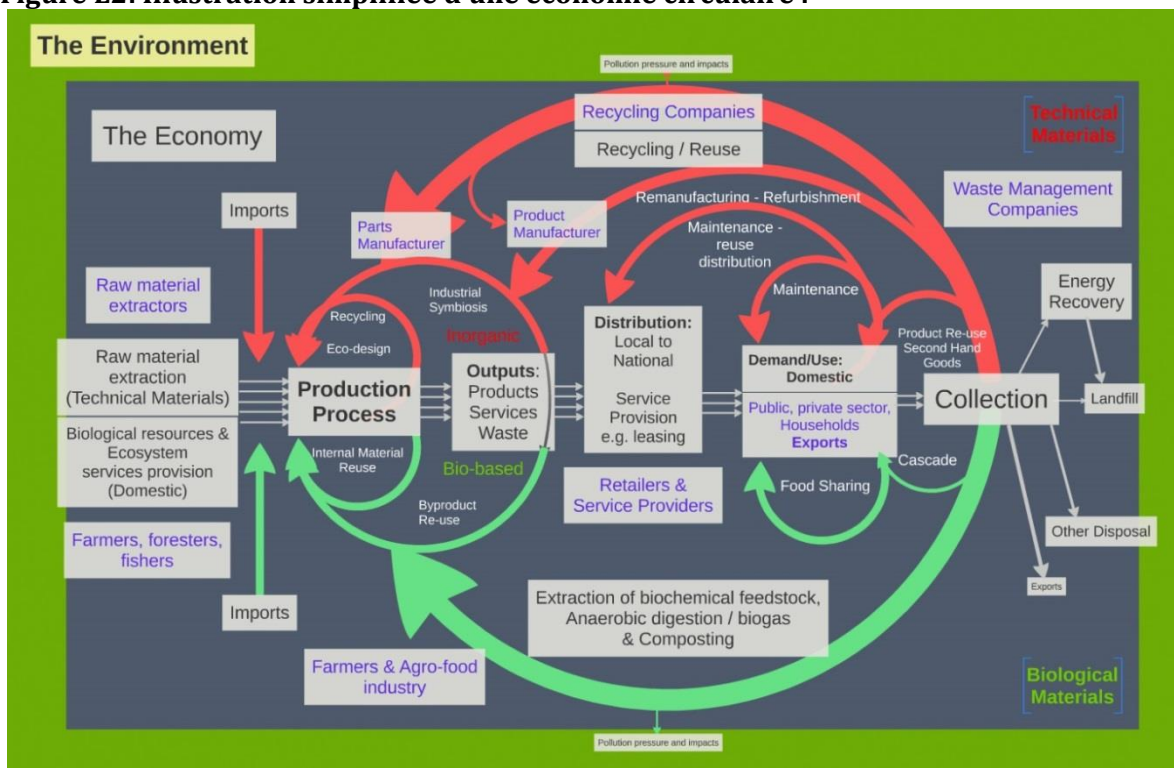 Figure E2: Illustration simplifiée d'une économie circulaire :
The Environment
Pollution pressure and impacts
The Economy
Recycling Companies
Recycling / Reuse
Technical
Materials
Imports
Parts
Manufacturer
Product
Manufacturer
Remanufacturing - Refurbishment
Maintenance -
reuse
distribution
Waste Management
Companies
Raw material
extractors
Industrial
Symbiosis
Maintenance
Energy
Recovery
Recycling
Eco-design
Inorganic
Distribution:
Local to
National
Service
Provision
e.g. leasing
Product Re-use
Second Hand
Goods
Raw material
extraction
(Technical Materials)
Biological resources &
Ecosystem
services provision
(Domestic)
Production
Process
Outputs:
Products
Services
Waste
Demand/Use:
Domestic
Public, private sector,
Households
Exports
Collection
Landfill
Internal Material
Reuse
Bio-based
Cascade
Food Sharing
Retailers &
Service Providers
Byproduct
Re-use
Farmers, foresters,
fishers
Other Disposal
Exports
Imports
Extraction of biochemical feedstock,
Anaerobic digestion / biogas
& Composting
Farmers & Agro-food
industry
Biological
Materials
Pollution pressure and impacts